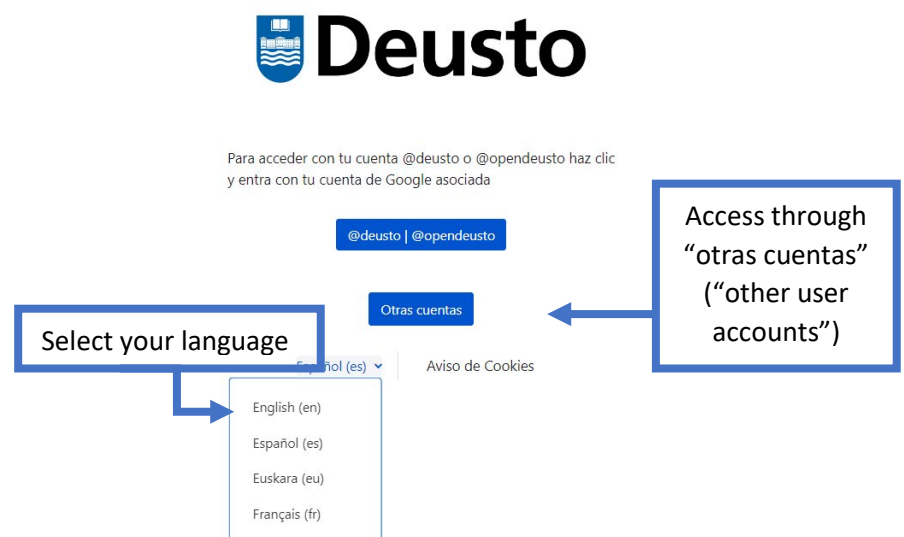 Deusto
Para acceder con tu cuenta @deusto o @opendeusto haz clic
y entra con tu cuenta de Google asociada
@deusto | @opendeusto
Access through
“otras cuentas”
(“other user
accounts”)
Otras cuentas
Select your language
Español (es)
Aviso de Cookies
English (en)
Español (es)
Euskara (eu)
Français (fr)